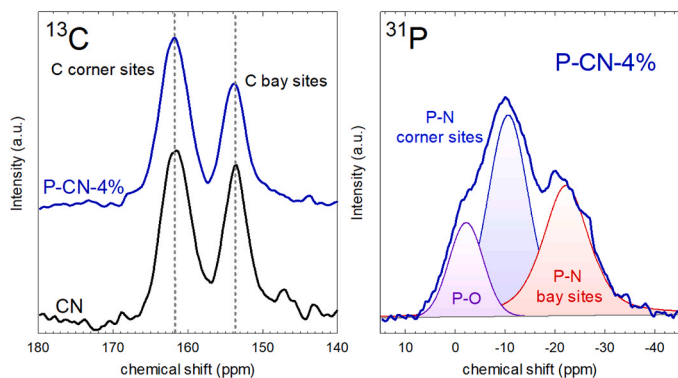 13C
C corner sites
C bay sites
P-CN-4%
CN
Intensity (a.u.)
180
170
160
150
140
chemical shift (ppm)
31P
P-CN-4%
P-N
corner sites
P-O
P-N
bay sites
Intensity (a.u.)
10
0
-10
-20
-30
-40
chemical shift (ppm)